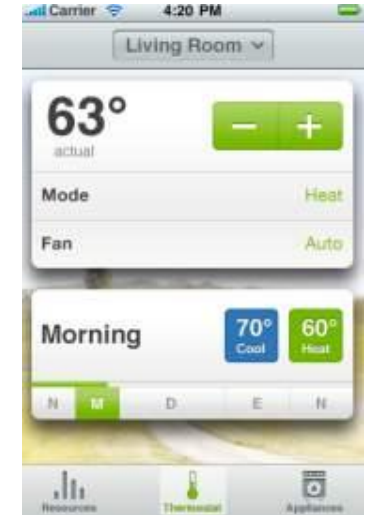 Carrier 4:20 PM
Living Room
63°
actual
− +
Mode Heat
Fan Auto
Morning 70° Cool 60° Heat
N M D E N
Resources Thermostat Appliances